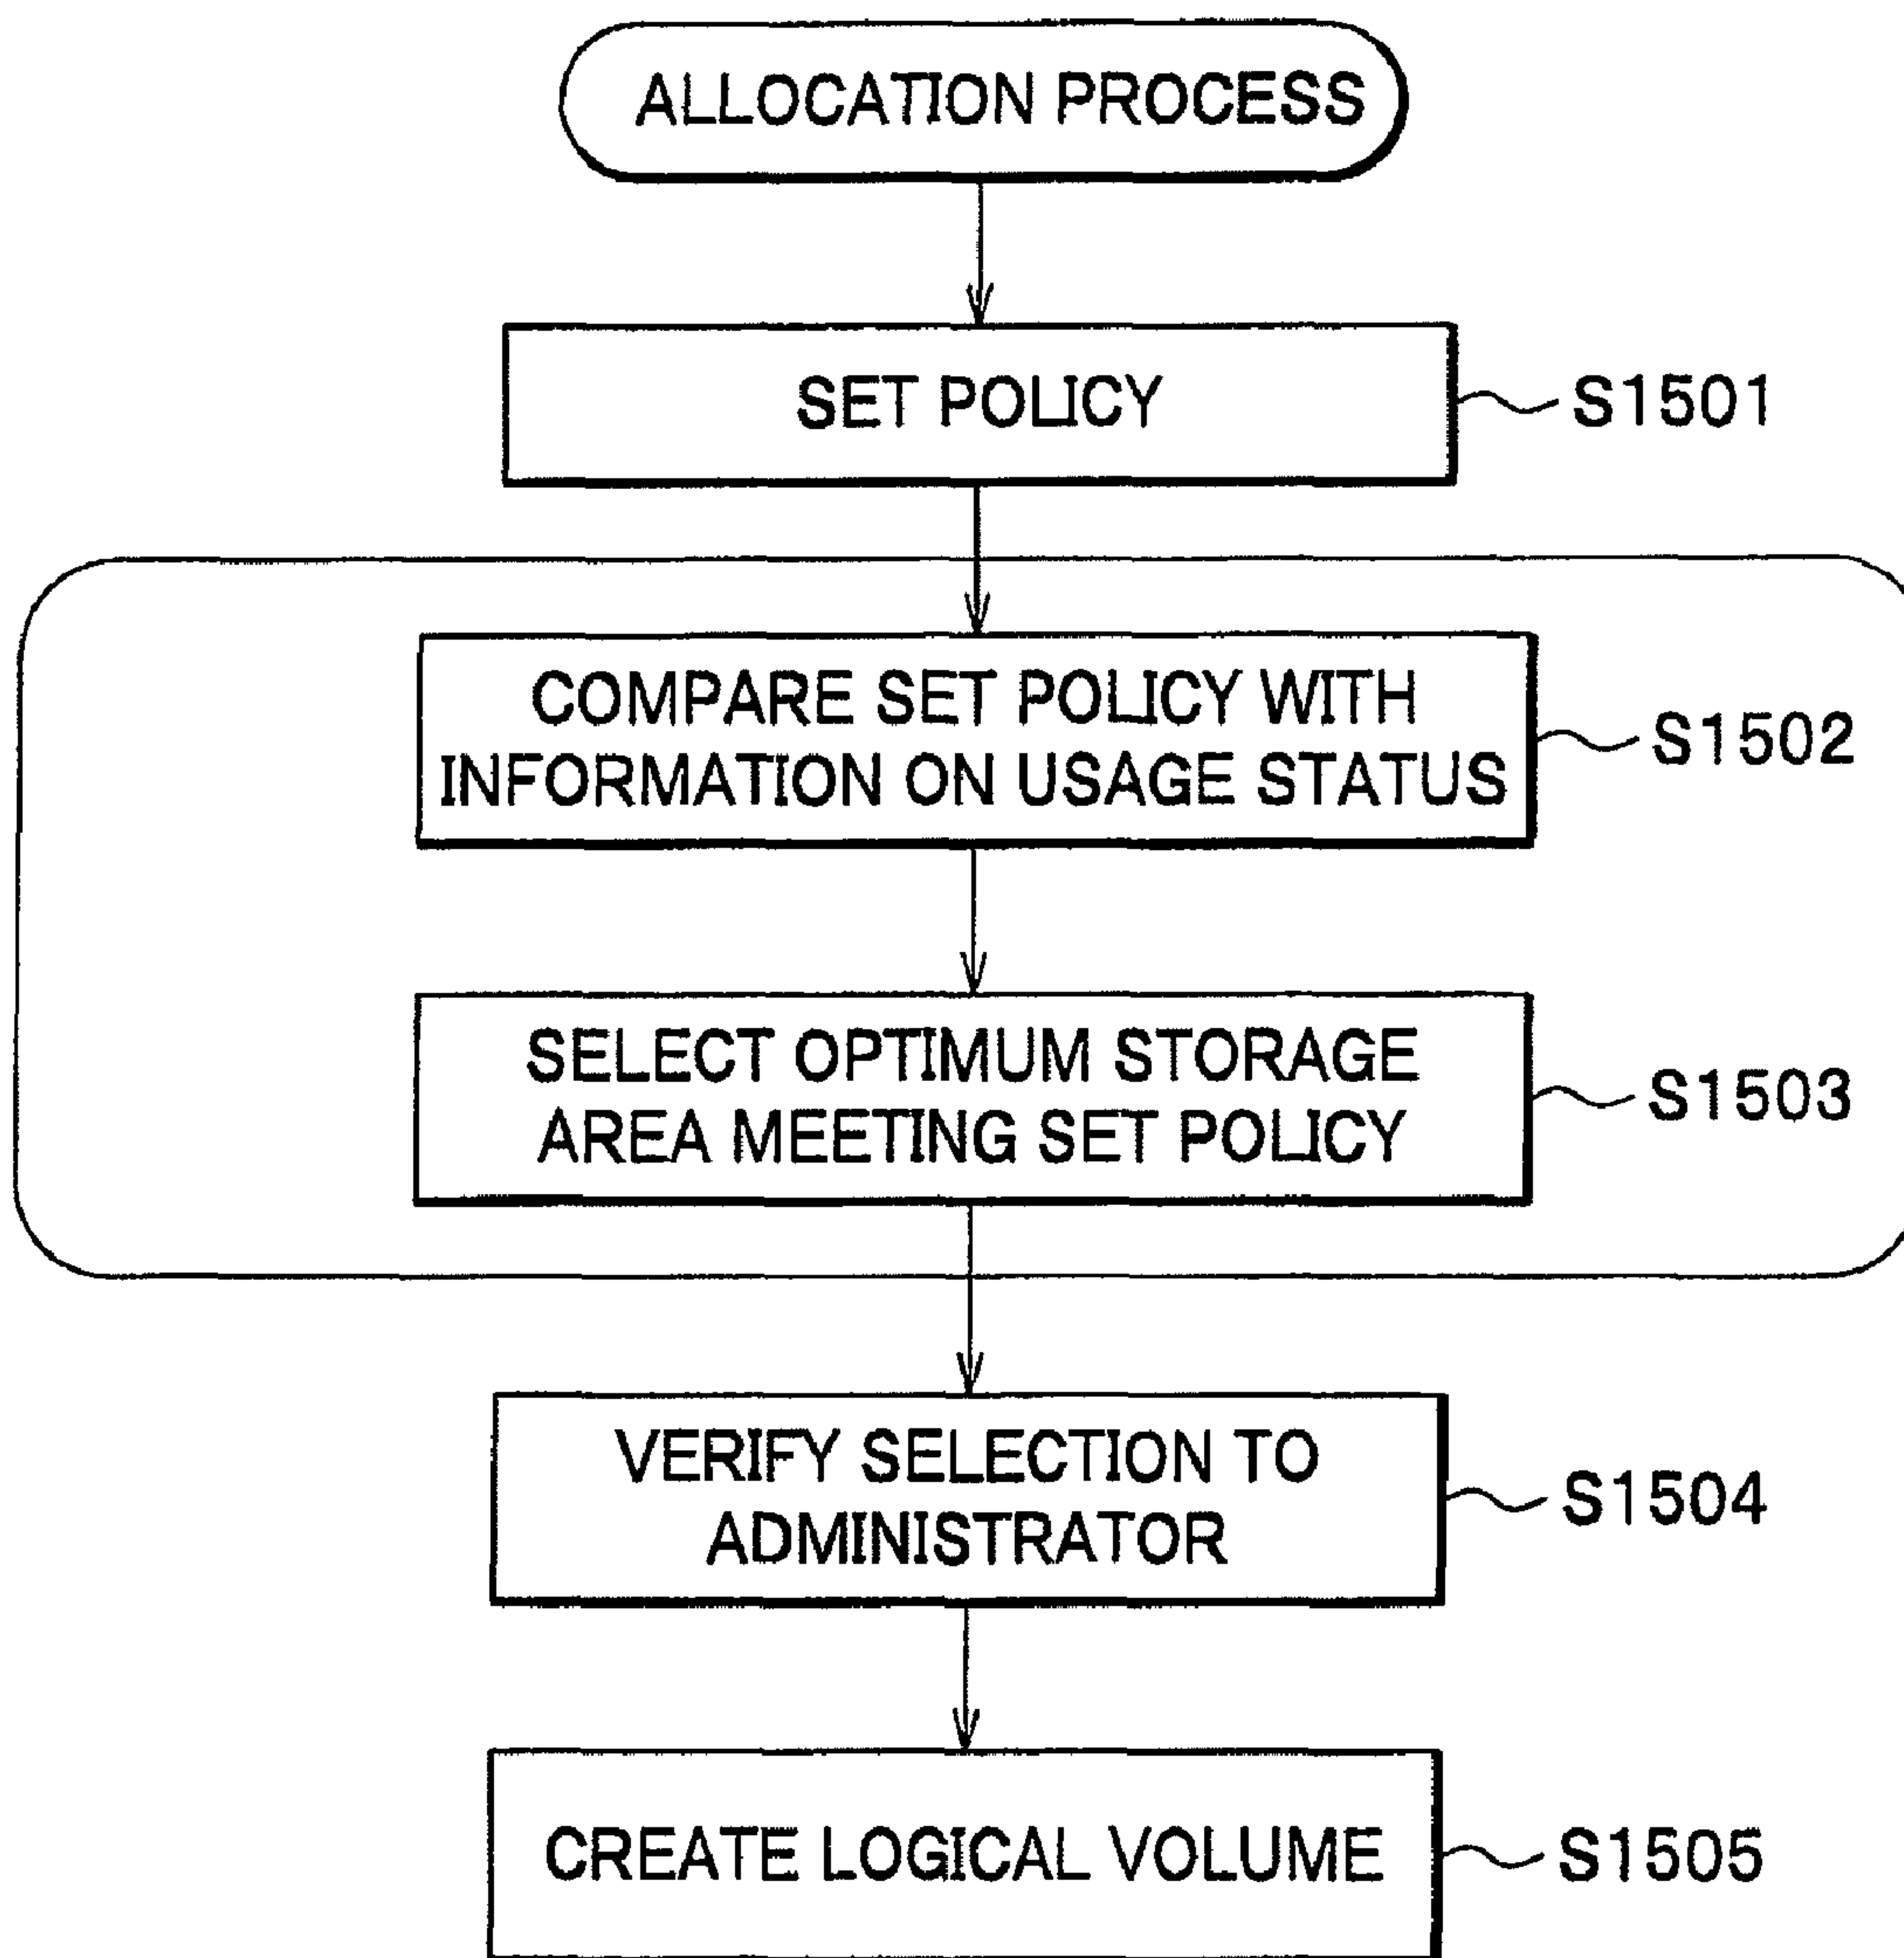 ALLOCATION PROCESS
SET POLICY
S1501
COMPARE SET POLICY WITH
INFORMATION ON USAGE STATUS
S1502
SELECT OPTIMUM STORAGE
AREA MEETING SET POLICY
S1503
VERIFY SELECTION TO
ADMINISTRATOR
S1504
CREATE LOGICAL VOLUME
S1505